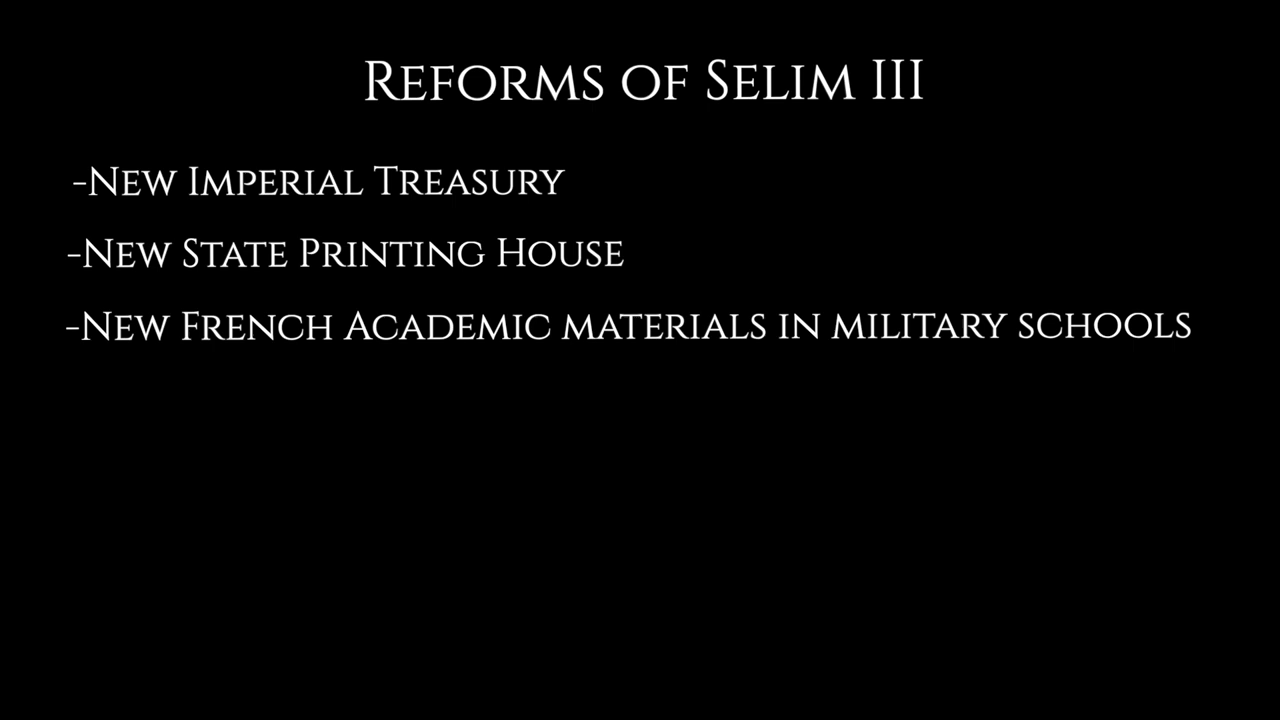 Reforms of Selim III
-New Imperial Treasury
-New State Printing House
-New French Academic materials in military schools